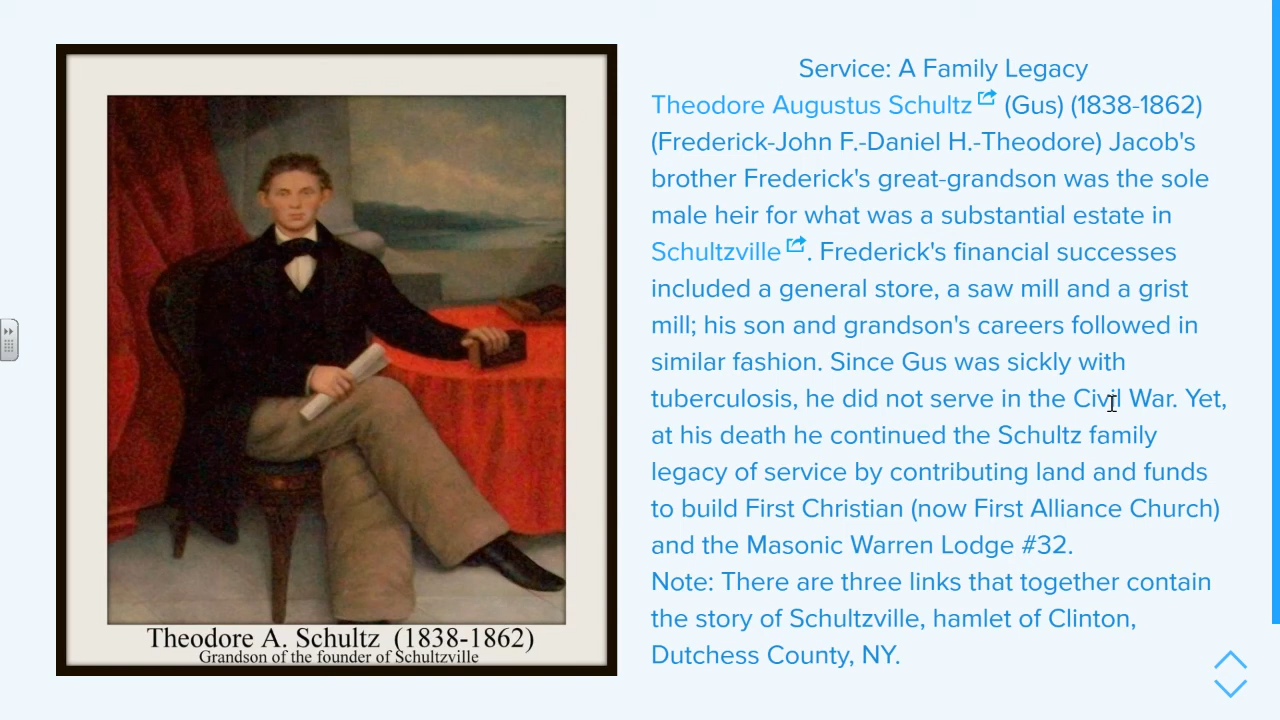 Service: A Family Legacy
Theodore Augustus Schultz (Gus) (1838-1862)
(Frederick-John F.-Daniel H.-Theodore) Jacob's
brother Frederick's great-grandson was the sole
male heir for what was a substantial estate in
Schultzville. Frederick's financial successes
included a general store, a saw mill and a grist
mill; his son and grandson's careers followed in
similar fashion. Since Gus was sickly with
tuberculosis, he did not serve in the Civil War. Yet,
at his death he continued the Schultz family
legacy of service by contributing land and funds
to build First Christian (now First Alliance Church)
and the Masonic Warren Lodge #32.
Note: There are three links that together contain
the story of Schultzville, hamlet of Clinton,
Dutchess County, NY.
Theodore A. Schultz (1838-1862)
Grandson of the founder of Schultzville